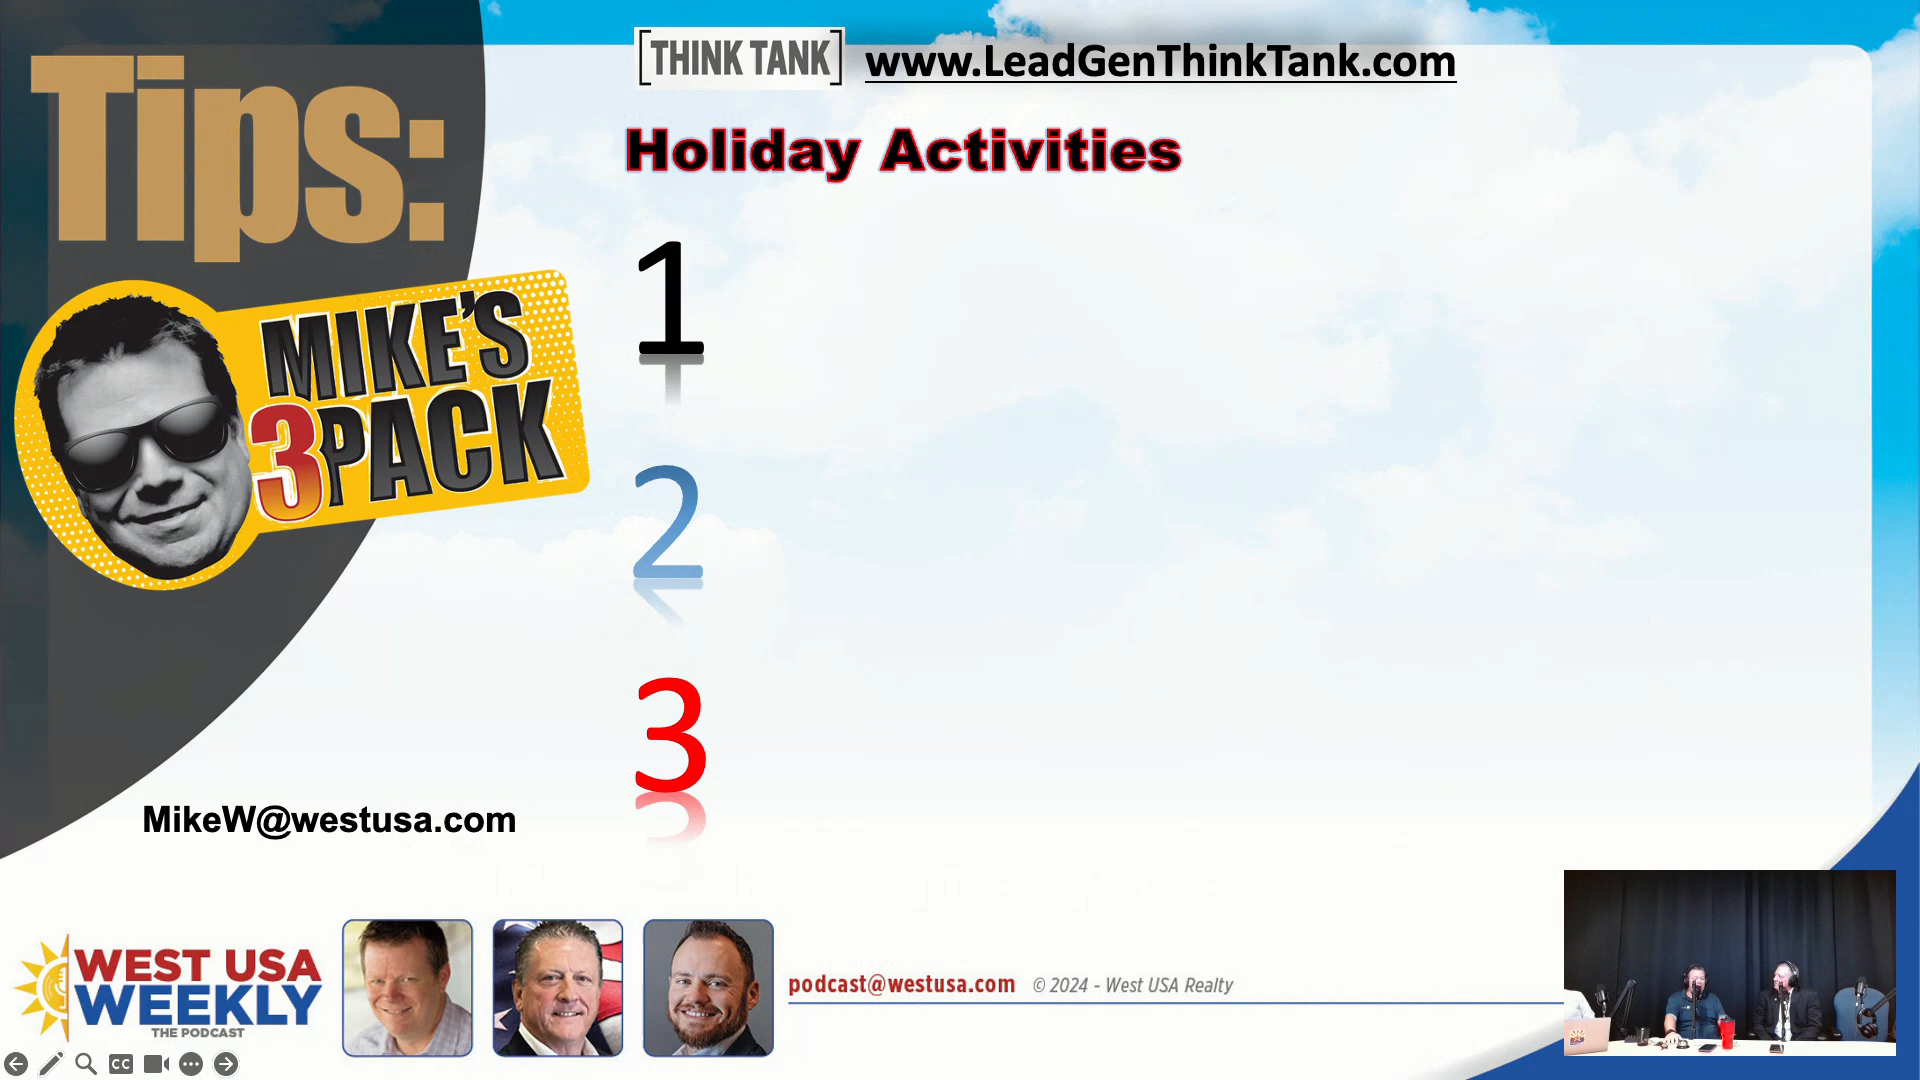 Tips:
[THINK TANK]
www.LeadGenThinkTank.com
Holiday Activities
MIKE'S
3PACK
1
2
3
MikeW@westusa.com
WEST USA
WEEKLY
THE PODCAST
podcast@westusa.com © 2024 - West USA Realty
CC